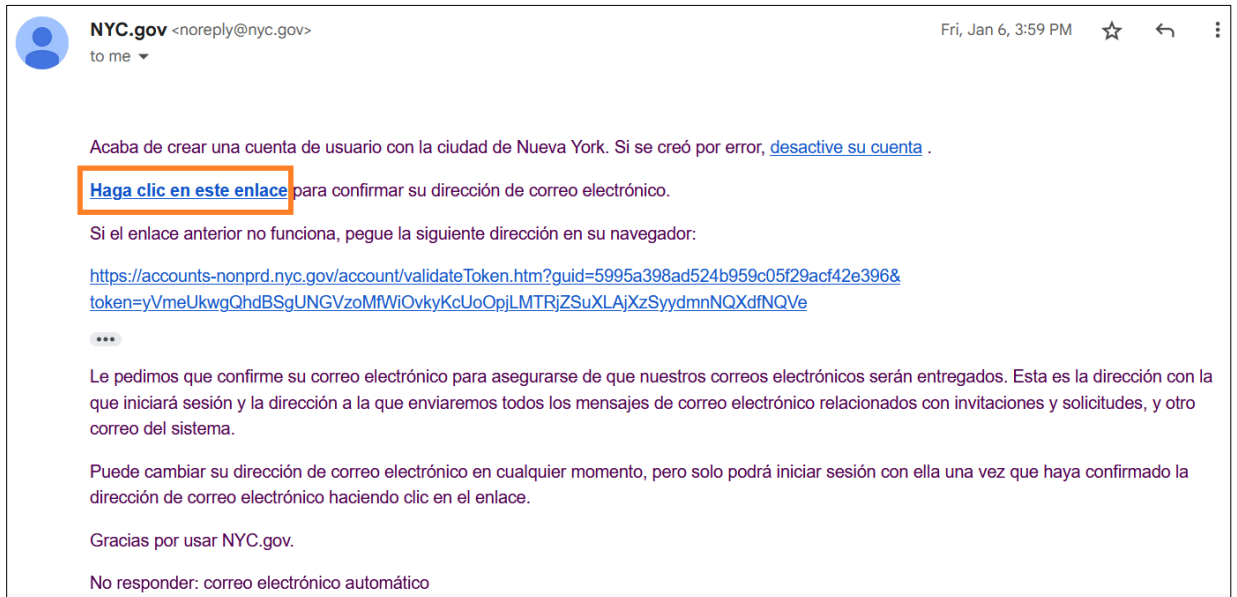 NYC.gov <noreply@nyc.gov> Fri, Jan 6, 3:59 PM
to me
Acaba de crear una cuenta de usuario con la ciudad de Nueva York. Si se creó por error, desactive su cuenta .
Haga clic en este enlace para confirmar su dirección de correo electrónico.
Si el enlace anterior no funciona, pegue la siguiente dirección en su navegador:
https://accounts-nonprd.nyc.gov/account/validateToken.htm?guid=5995a398ad524b959c05f29acf42e396&
token=yVmeUkwgQhdBSgUNGVzoMfWiOvkyKcUoOpjLMTRjZSuXLAjXzSyydmnNQXdfNQVe
Le pedimos que confirme su correo electrónico para asegurarse de que nuestros correos electrónicos serán entregados. Esta es la dirección con la
que iniciará sesión y la dirección a la que enviaremos todos los mensajes de correo electrónico relacionados con invitaciones y solicitudes, y otro
correo del sistema.
Puede cambiar su dirección de correo electrónico en cualquier momento, pero solo podrá iniciar sesión con ella una vez que haya confirmado la
dirección de correo electrónico haciendo clic en el enlace.
Gracias por usar NYC.gov.
No responder: correo electrónico automático